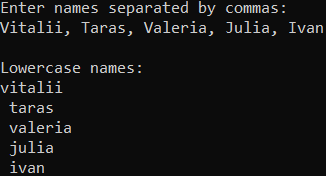 Enter names separated by commas:
Vitalii, Taras, Valeria, Julia, Ivan

Lowercase names:
vitalii
 taras
 valeria
 julia
 ivan